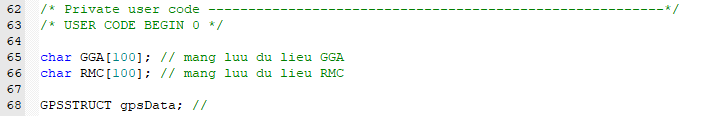 62 /* Private user code ---------------------------------------------------------*/
63 /* USER CODE BEGIN 0 */
64
65 char GGA[100]; // mang luu du lieu GGA
66 char RMC[100]; // mang luu du lieu RMC
67
68 GPSSTRUCT gpsData; //